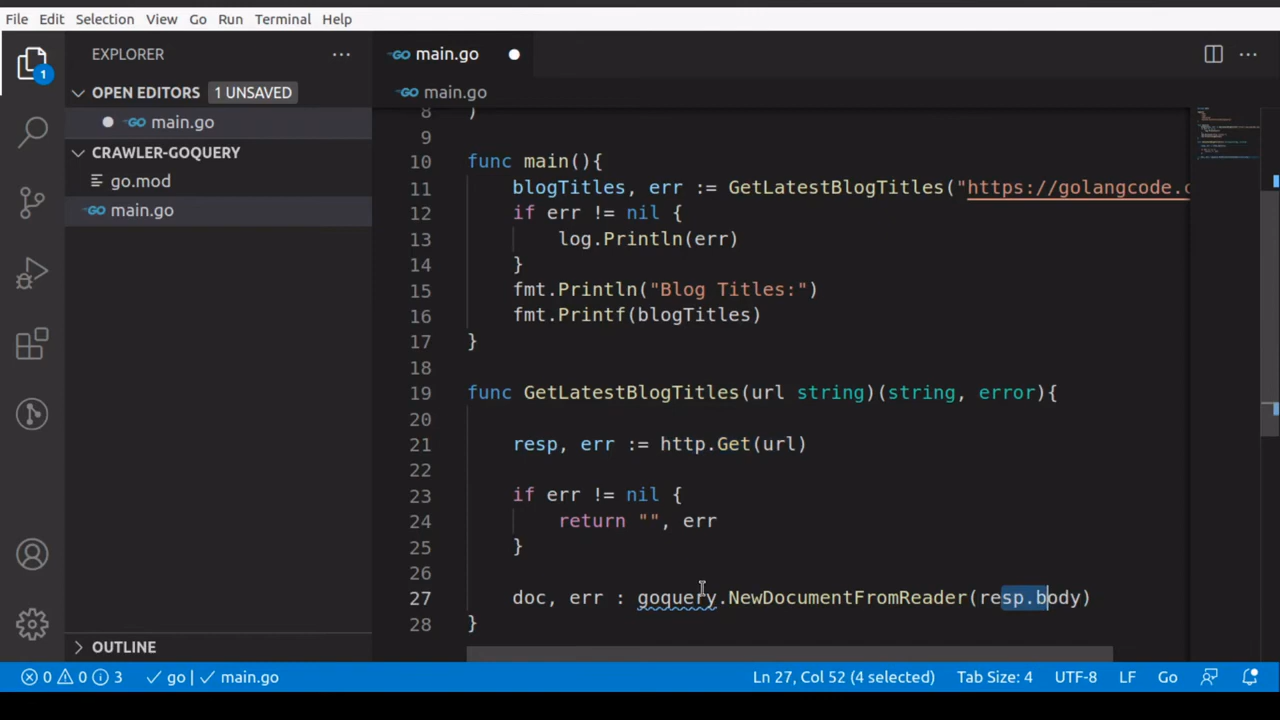 File Edit Selection View Go Run Terminal Help
EXPLORER ...
1
OPEN EDITORS 1 UNSAVED
GO main.go
CRAWLER-GOQUERY
go.mod
GO main.go
OUTLINE
GO main.go
GO main.go
8 )
9
10 func main(){
11 blogTitles, err := GetLatestBlogTitles("https://golangcode.c
12 if err != nil {
13 log.Println(err)
14 }
15 fmt.Println("Blog Titles:")
16 fmt.Printf(blogTitles)
17 }
18
19 func GetLatestBlogTitles(url string)(string, error){
20
21 resp, err := http.Get(url)
22
23 if err != nil {
24 return "", err
25 }
26
27 doc, err : goquery.NewDocumentFromReader(resp.body)
28 }
0 0 3 go | main.go Ln 27, Col 52 (4 selected) Tab Size: 4 UTF-8 LF Go